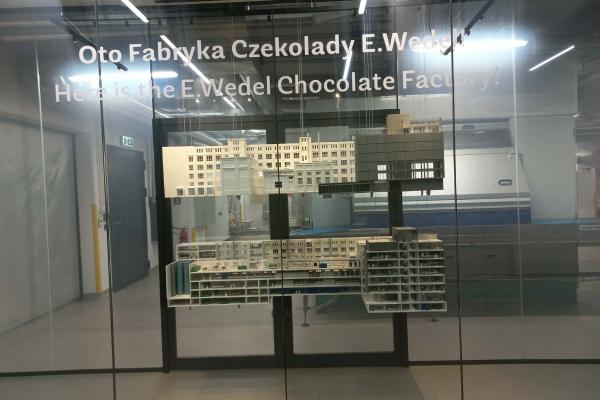 Oto Fabryka Czekolady E.Wedel!
Here is the E.Wedel Chocolate Factory!